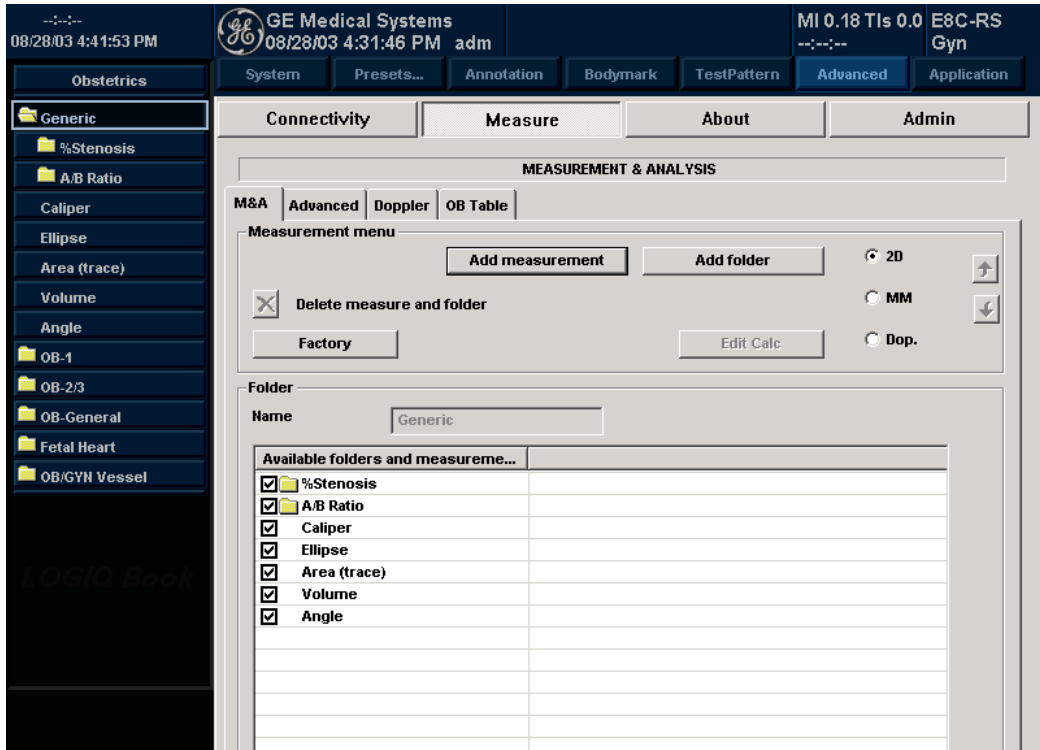 --:--:--
08/28/03 4:41:53 PM
GE Medical Systems
08/28/03 4:31:46 PM adm
MI 0.18 TIs 0.0 E8C-RS
--:--:-- Gyn
Obstetrics
System Presets... Annotation Bodymark TestPattern Advanced Application
Generic
%Stenosis
A/B Ratio
Caliper
Ellipse
Area (trace)
Volume
Angle
OB-1
OB-2/3
OB-General
Fetal Heart
OB/GYN Vessel
LOGIQ Book
Connectivity Measure About Admin
MEASUREMENT & ANALYSIS
M&A Advanced Doppler OB Table
Measurement menu
Add measurement Add folder 2D
Delete measure and folder MM
Factory Edit Calc Dop.
Folder
Name Generic
Available folders and measureme...
%Stenosis
A/B Ratio
Caliper
Ellipse
Area (trace)
Volume
Angle